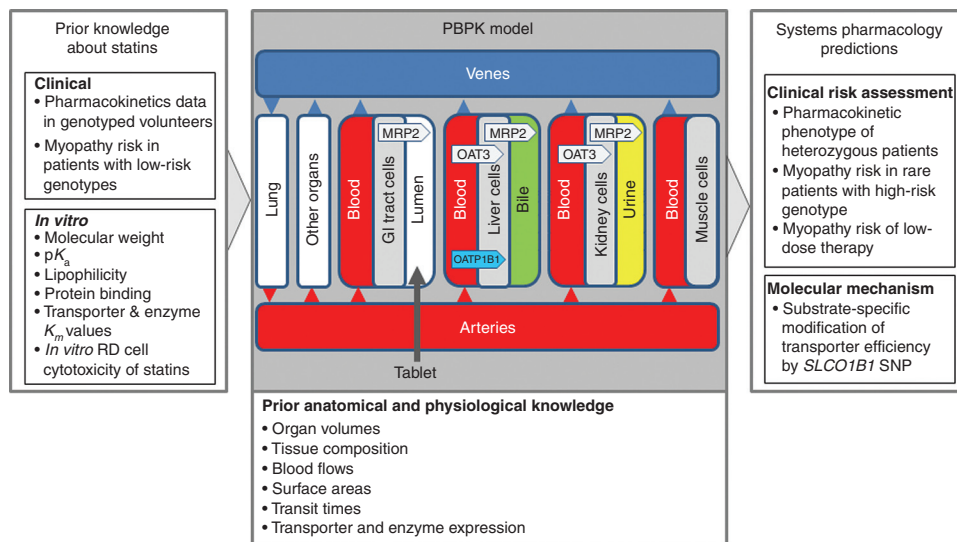 Prior knowledge
about statins
Clinical
• Pharmacokinetics data
in genotyped volunteers
• Myopathy risk in
patients with low-risk
genotypes
In vitro
• Molecular weight
• pKa
• Lipophilicity
• Protein binding
• Transporter & enzyme
Km values
• In vitro RD cell
cytotoxicity of statins
PBPK model
Venes
Lung
Other organs
Blood
GI tract cells
Lumen
MRP2
Blood
Liver cells
Bile
MRP2
OAT3
OATP1B1
Blood
Kidney cells
Urine
MRP2
OAT3
Blood
Muscle cells
Arteries
Tablet
Prior anatomical and physiological knowledge
• Organ volumes
• Tissue composition
• Blood flows
• Surface areas
• Transit times
• Transporter and enzyme expression
Systems pharmacology
predictions
Clinical risk assessment
• Pharmacokinetic
phenotype of
heterozygous patients
• Myopathy risk in rare
patients with high-risk
genotype
• Myopathy risk of low-
dose therapy
Molecular mechanism
• Substrate-specific
modification of
transporter efficiency
by SLCO1B1 SNP